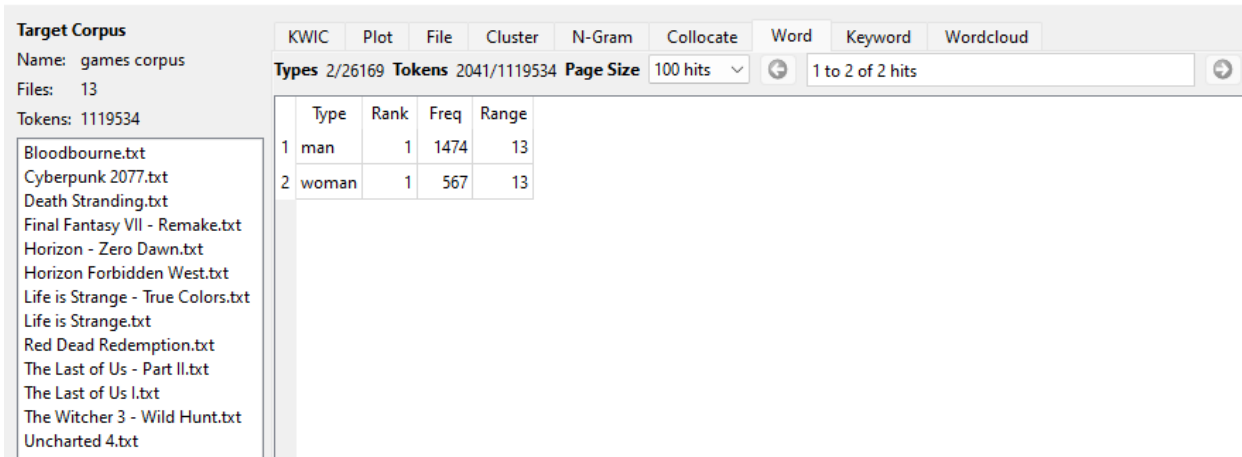 Target Corpus
Name: games corpus
Files: 13
Tokens: 1119534
Bloodbourne.txt
Cyberpunk 2077.txt
Death Stranding.txt
Final Fantasy VII - Remake.txt
Horizon - Zero Dawn.txt
Horizon Forbidden West.txt
Life is Strange - True Colors.txt
Life is Strange.txt
Red Dead Redemption.txt
The Last of Us - Part II.txt
The Last of Us I.txt
The Witcher 3 - Wild Hunt.txt
Uncharted 4.txt
KWIC Plot File Cluster N-Gram Collocate Word Keyword Wordcloud
Types 2/26169 Tokens 2041/1119534 Page Size 100 hits 1 to 2 of 2 hits
Type Rank Freq Range
1 man 1 1474 13
2 woman 1 567 13